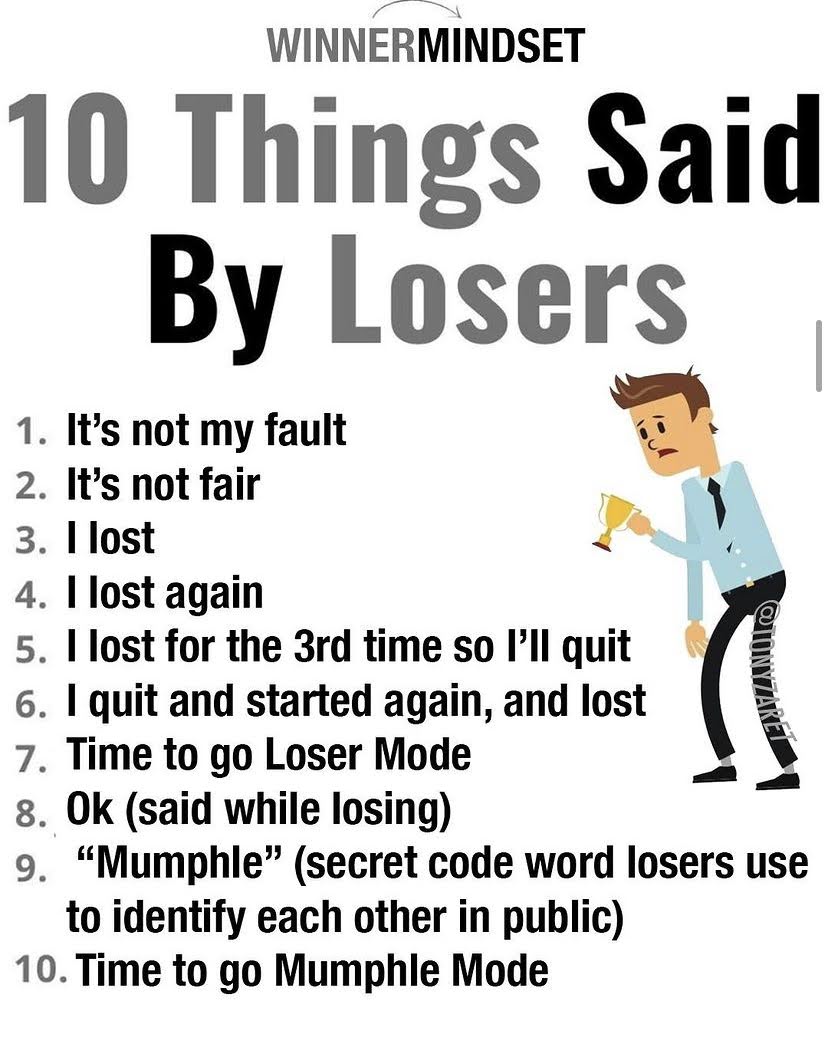 WINNERMINDSET
10 Things Said
By Losers
1. It’s not my fault
2. It’s not fair
3. I lost
4. I lost again
5. I lost for the 3rd time so I’ll quit
6. I quit and started again, and lost
7. Time to go Loser Mode
8. Ok (said while losing)
9. “Mumphle” (secret code word losers use
to identify each other in public)
10. Time to go Mumphle Mode
@TONYZARET